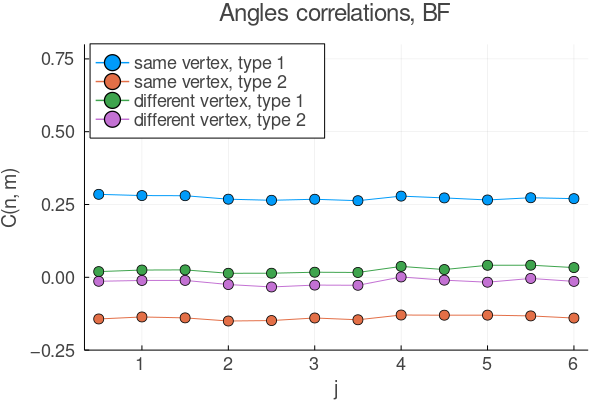 Angles correlations, BF
same vertex, type 1
same vertex, type 2
different vertex, type 1
different vertex, type 2
C(n, m)
0.75
0.50
0.25
0.00
−0.25
1 2 3 4 5 6
j